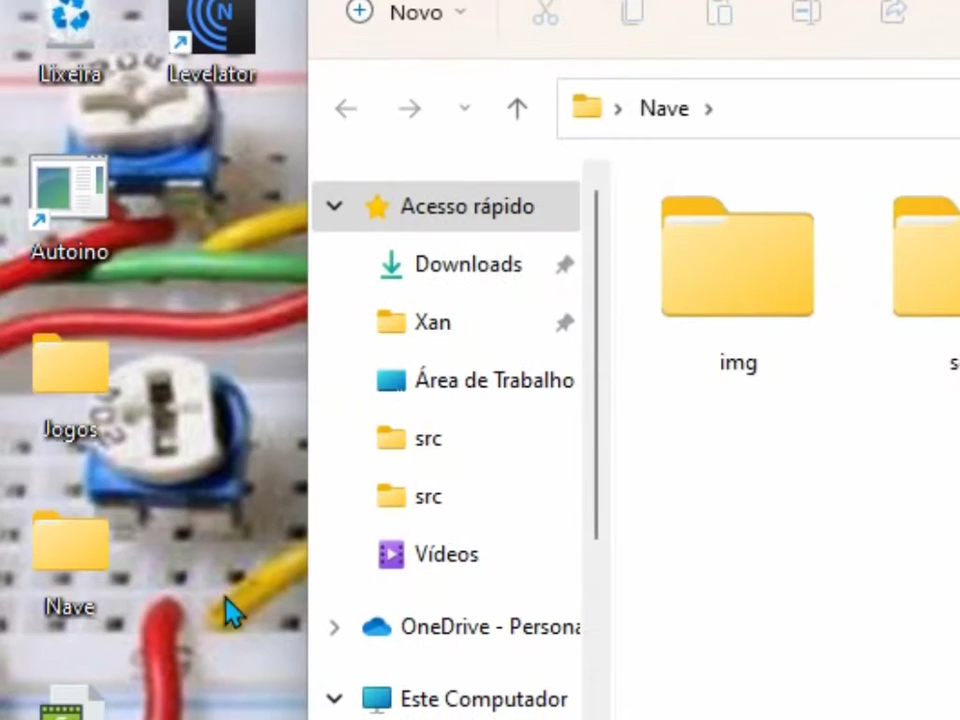 Lixeira
Levelator
Autoino
Jogos
Nave
Novo
Nave
Acesso rápido
Downloads
Xan
Área de Trabalho
src
src
Vídeos
OneDrive - Persona
Este Computador
img